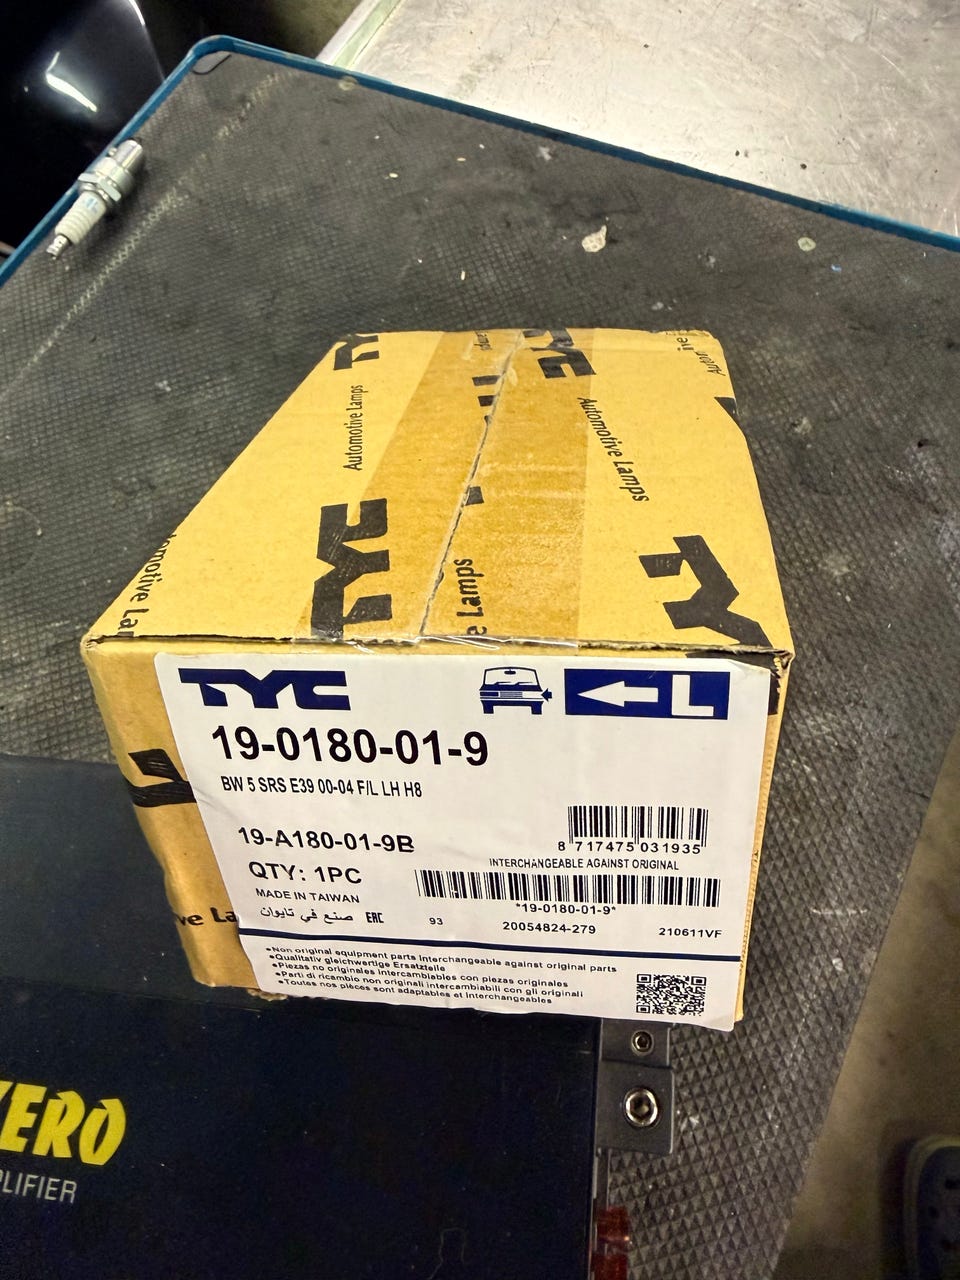 TYC
Automotive Lamps
TYC
Automotive Lamps
TYC
Lamps
TYC
19-0180-01-9
BW 5 SRS E39 00-04 F/L LH H8
L
19-A180-01-9B
QTY: 1PC
MADE IN TAIWAN
صنع في تايوان EAC
8 717475 031935
INTERCHANGEABLE AGAINST ORIGINAL
*19-0180-01-9*
93 20054824-279 210611VF
•Non original equipment parts interchangeable against original parts
•Qualitativ gleichwertige Ersatzteile
•Piezas no originales intercambiables con piezas originales
•Parti di ricambio non originali intercambiabili con gli originali
•Toutes nos pièces sont adaptables et interchangeables
ZERO